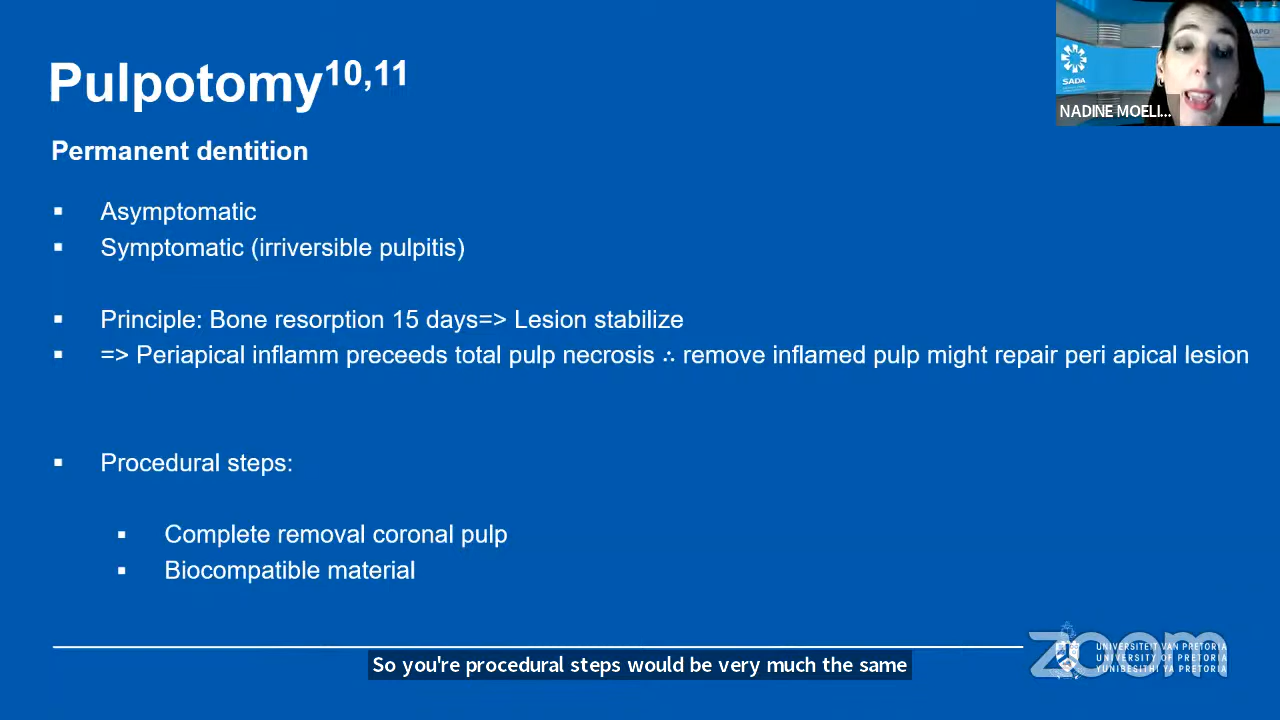 Pulpotomy10,11
SADA
NADINE MOELI...
Permanent dentition
▪ Asymptomatic
▪ Symptomatic (irriversible pulpitis)
▪ Principle: Bone resorption 15 days=> Lesion stabilize
▪ => Periapical inflamm preceeds total pulp necrosis ∴ remove inflamed pulp might repair peri apical lesion
▪ Procedural steps:
▪ Complete removal coronal pulp
▪ Biocompatible material
zoom
UNIVERSITEIT VAN PRETORIA
UNIVERSITY OF PRETORIA
YUNIBESITHI YA PRETORIA
So you're procedural steps would be very much the same